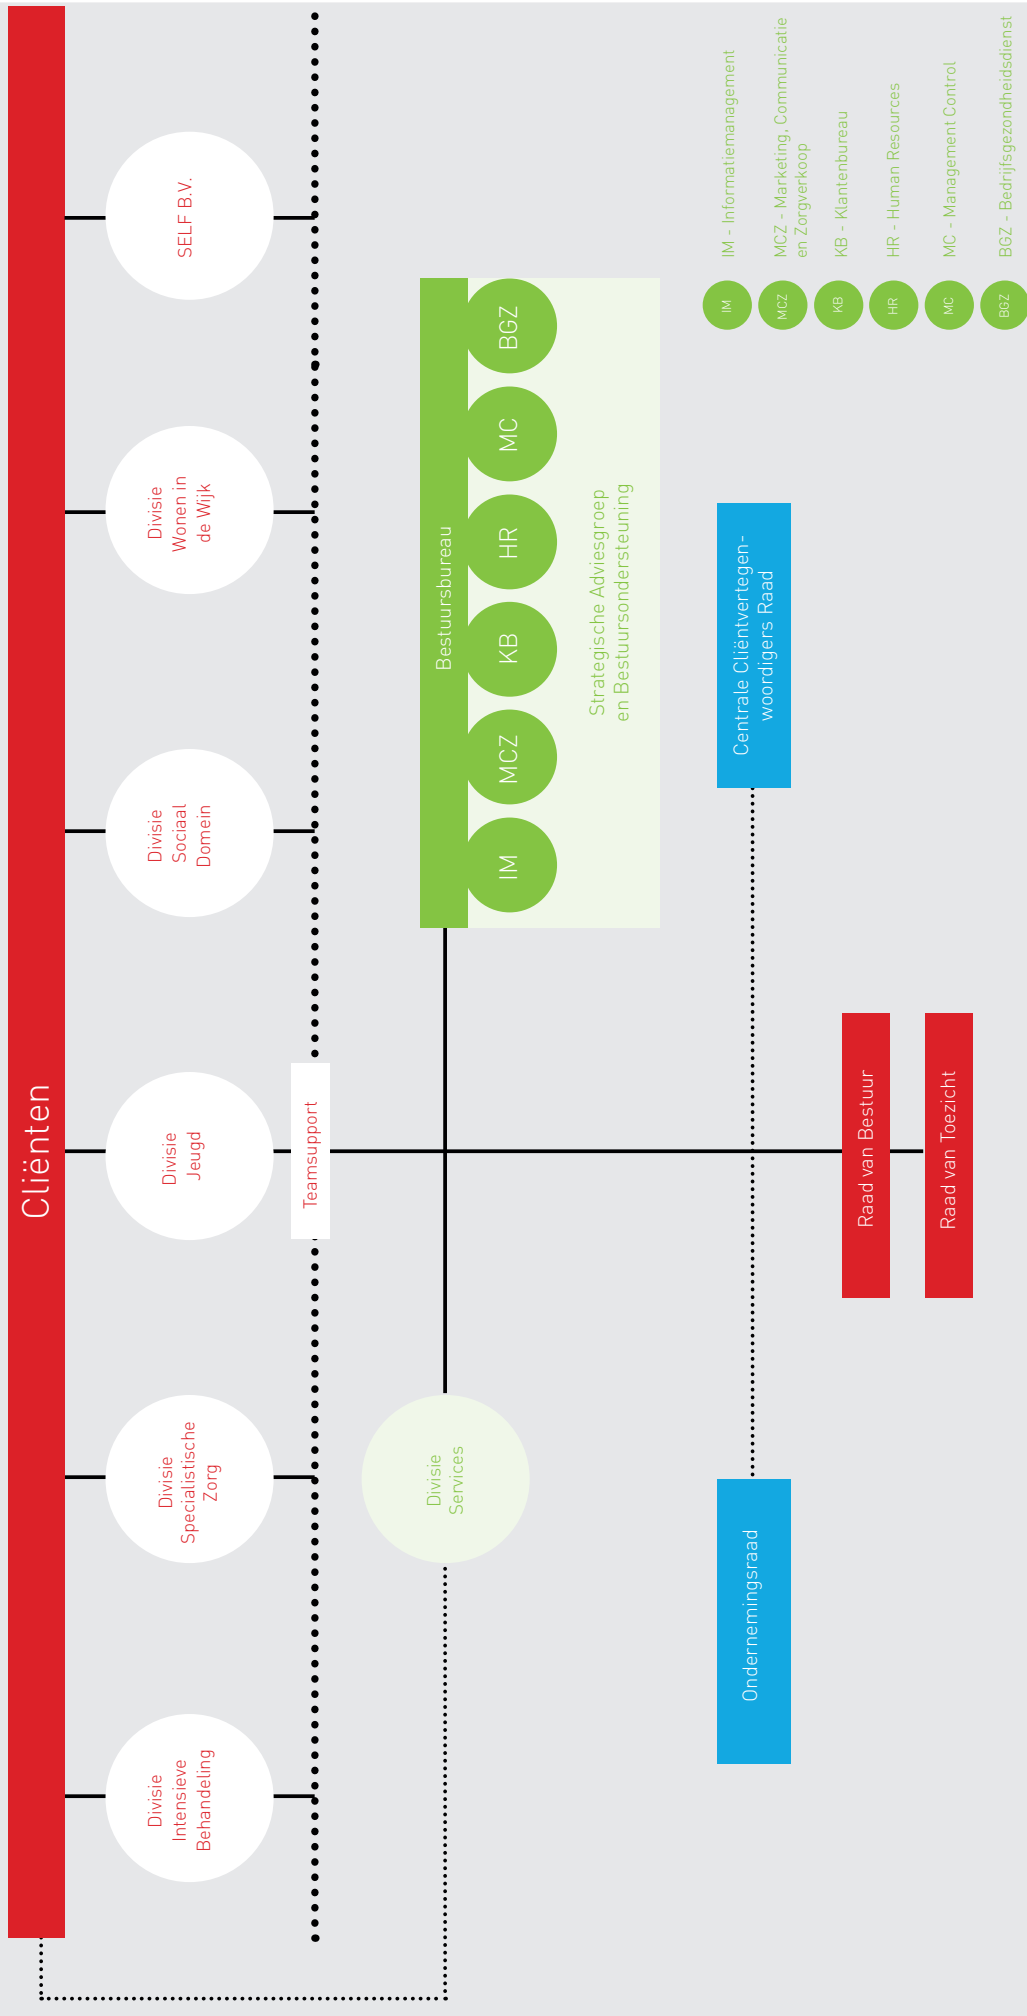 Cliënten
Divisie
Intensieve
Behandeling
Divisie
Specialistische
Zorg
Divisie
Jeugd
Divisie
Sociaal
Domein
Divisie
Wonen in
de Wijk
SELF B.V.
Teamsupport
Divisie
Services
Bestuursbureau
IM
MCZ
KB
HR
MC
BGZ
Strategische Adviesgroep
en Bestuursondersteuning
Ondernemingsraad
Centrale Cliëntvertegen-
woordigers Raad
Raad van Bestuur
Raad van Toezicht
IM
IM - Informatiemanagement
MCZ
MCZ - Marketing, Communicatie
en Zorgverkoop
KB
KB - Klantenbureau
HR
HR - Human Resources
MC
MC - Management Control
BGZ
BGZ - Bedrijfsgezondheidsdienst